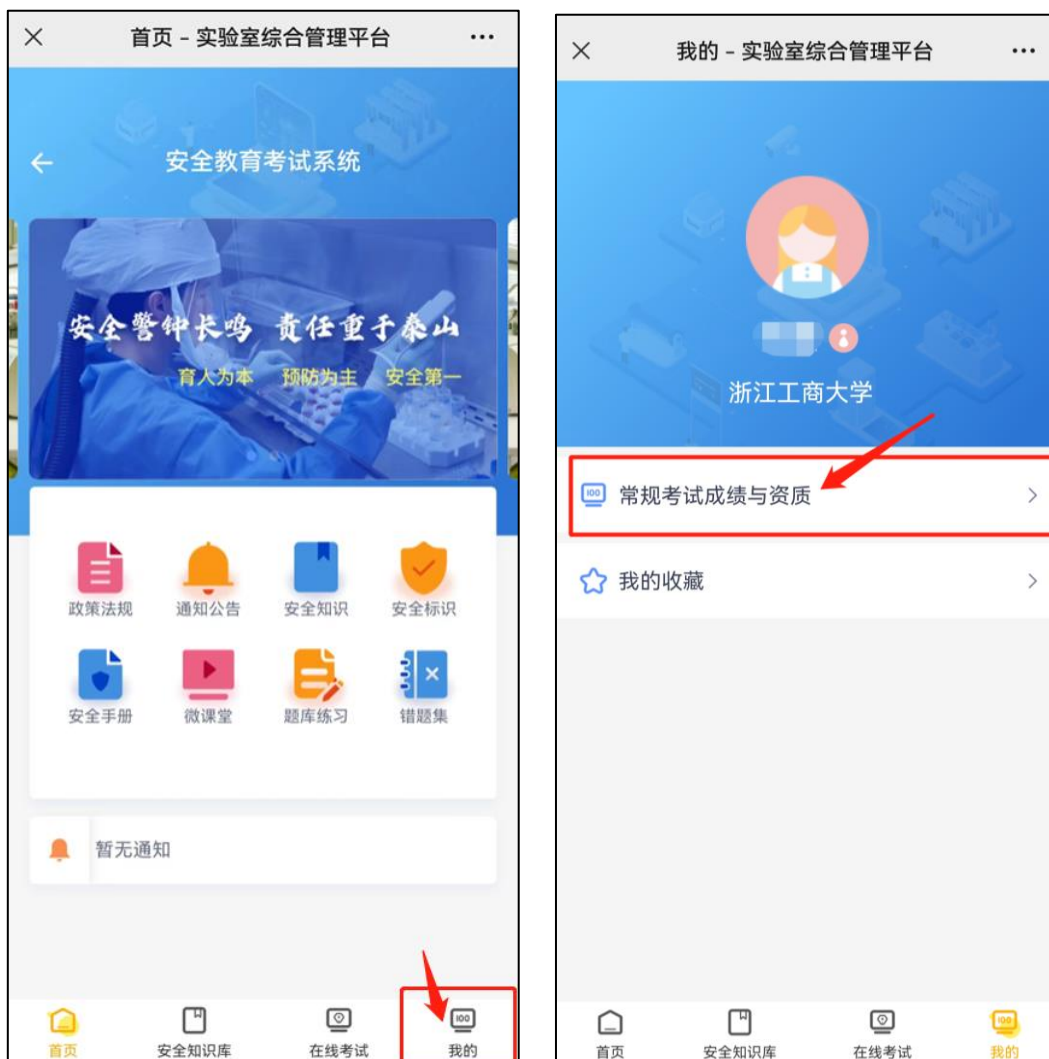 首页 – 实验室综合管理平台
安全教育考试系统
安全警钟长鸣 责任重于泰山
育人为本 预防为主 安全第一
政策法规 通知公告 安全知识 安全标识
安全手册 微课堂 题库练习 错题集
暂无通知
首页 安全知识库 在线考试 100 我的
我的 – 实验室综合管理平台
浙江工商大学
100 常规考试成绩与资质
我的收藏
首页 安全知识库 在线考试 100 我的